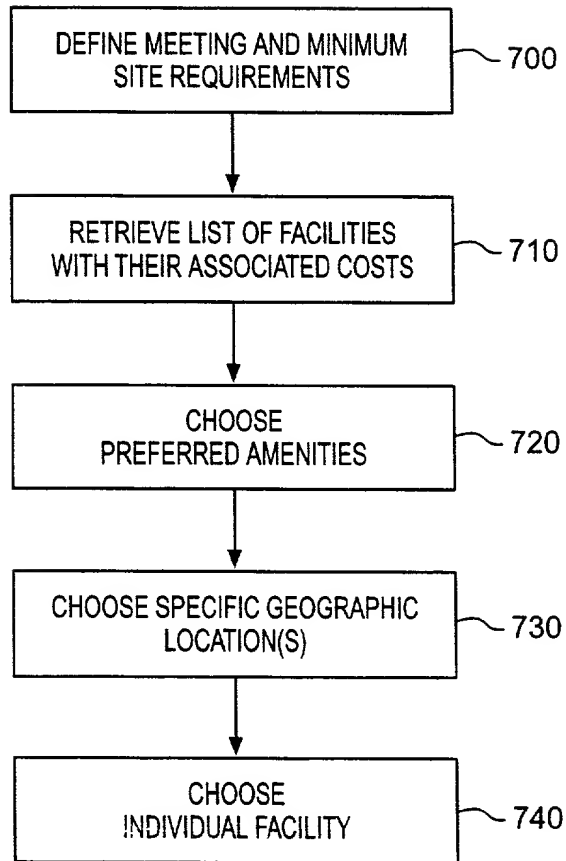 DEFINE MEETING AND MINIMUM
SITE REQUIREMENTS
700
RETRIEVE LIST OF FACILITIES
WITH THEIR ASSOCIATED COSTS
710
CHOOSE
PREFERRED AMENITIES
720
CHOOSE SPECIFIC GEOGRAPHIC
LOCATION(S)
730
CHOOSE
INDIVIDUAL FACILITY
740